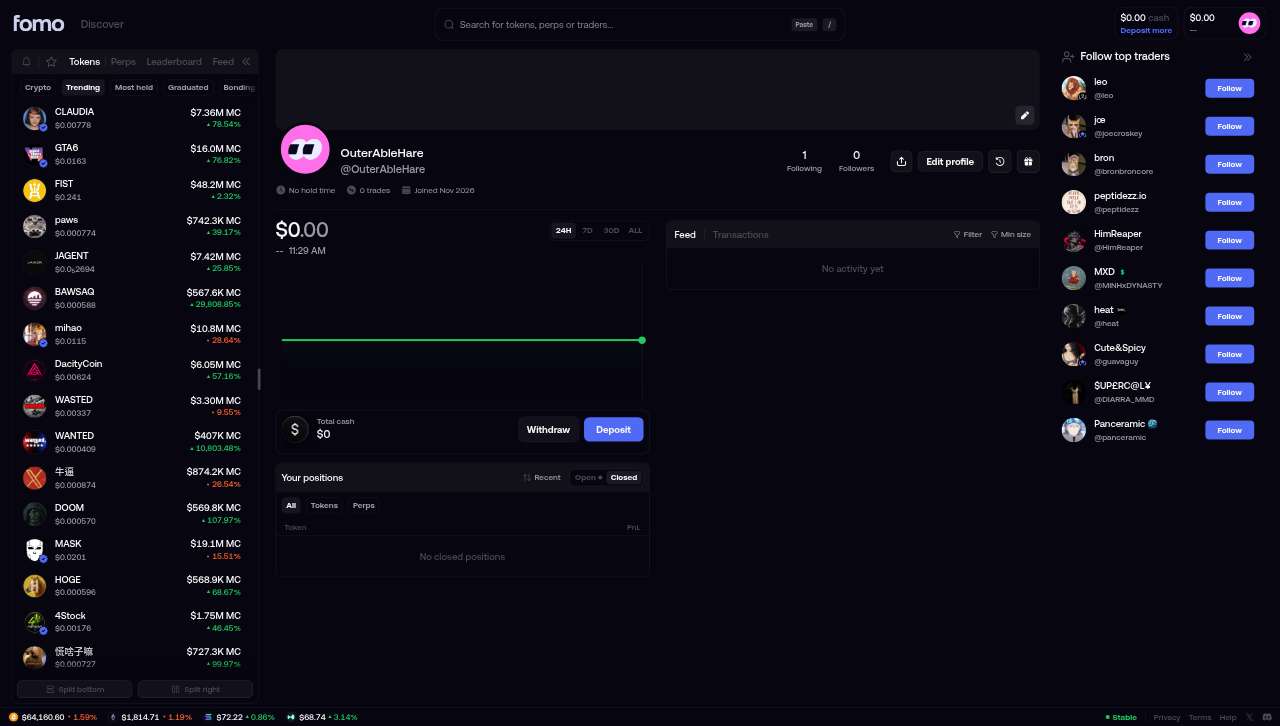 fomo
Discover
Search for tokens, perps or traders...
Paste
/
$0.00 cash
Deposit more
$0.00
—
Tokens Perps Leaderboard Feed
Crypto Trending Most held Graduated Bonding
CLAUDIA $7.36M MC
$0.00778 78.54%
GTA6 $16.0M MC
$0.0163 76.82%
FIST $48.2M MC
$0.241 2.32%
paws $742.3K MC
$0.000774 39.17%
JAGENT $7.42M MC
$0.0₅2694 25.85%
BAWSAQ $567.6K MC
$0.000588 29,808.85%
mihao $10.8M MC
$0.0115 28.64%
DacityCoin $6.05M MC
$0.00624 57.16%
WASTED $3.30M MC
$0.00337 9.55%
WANTED $407K MC
$0.000409 10,803.48%
牛逼 $874.2K MC
$0.000874 26.54%
DOOM $569.8K MC
$0.000570 107.97%
MASK $19.1M MC
$0.0201 15.51%
HOGE $568.9K MC
$0.000596 68.67%
4Stock $1.75M MC
$0.00176 46.45%
慌啥子嘛 $727.3K MC
$0.000727 99.97%
Split bottom Split right
OuterAbleHare
@OuterAbleHare
1 Following
0 Followers
Edit profile
No hold time 0 trades Joined Nov 2026
$0.00
-- 11:29 AM
24H 7D 30D ALL
Total cash
$0
Withdraw Deposit
Your positions
Recent Open Closed
All Tokens Perps
Token PnL
No closed positions
Feed Transactions
Filter Min size
No activity yet
Follow top traders
leo
@leo
Follow
jce
@joecroskey
Follow
bron
@bronbroncore
Follow
peptidezz.io
@peptidezz
Follow
HimReaper
@HimReaper
Follow
MXD
@MINHxDYNASTY
Follow
heat
@heat
Follow
Cute&Spicy
@guavaguy
Follow
$UP£RC@L¥
@DIARRA_MMD
Follow
Panceramic
@panceramic
Follow
$64,160.60 1.59% $1,814.71 1.19% $72.22 0.86% $68.74 3.14%
Stable Privacy Terms Help